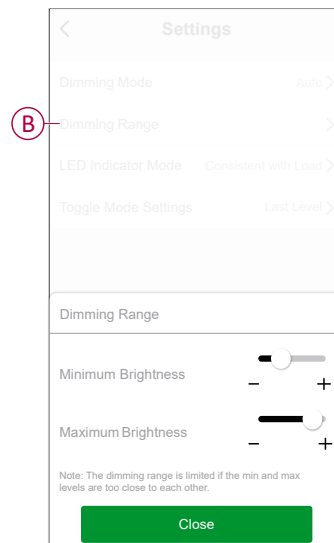 Settings
Dimming Mode Auto
B Dimming Range
LED Indicator Mode Consistent with Load
Toggle Mode Settings Last Level
Dimming Range
Minimum Brightness
- +
Maximum Brightness
- +
Note: The dimming range is limited if the min and max
levels are too close to each other.
Close